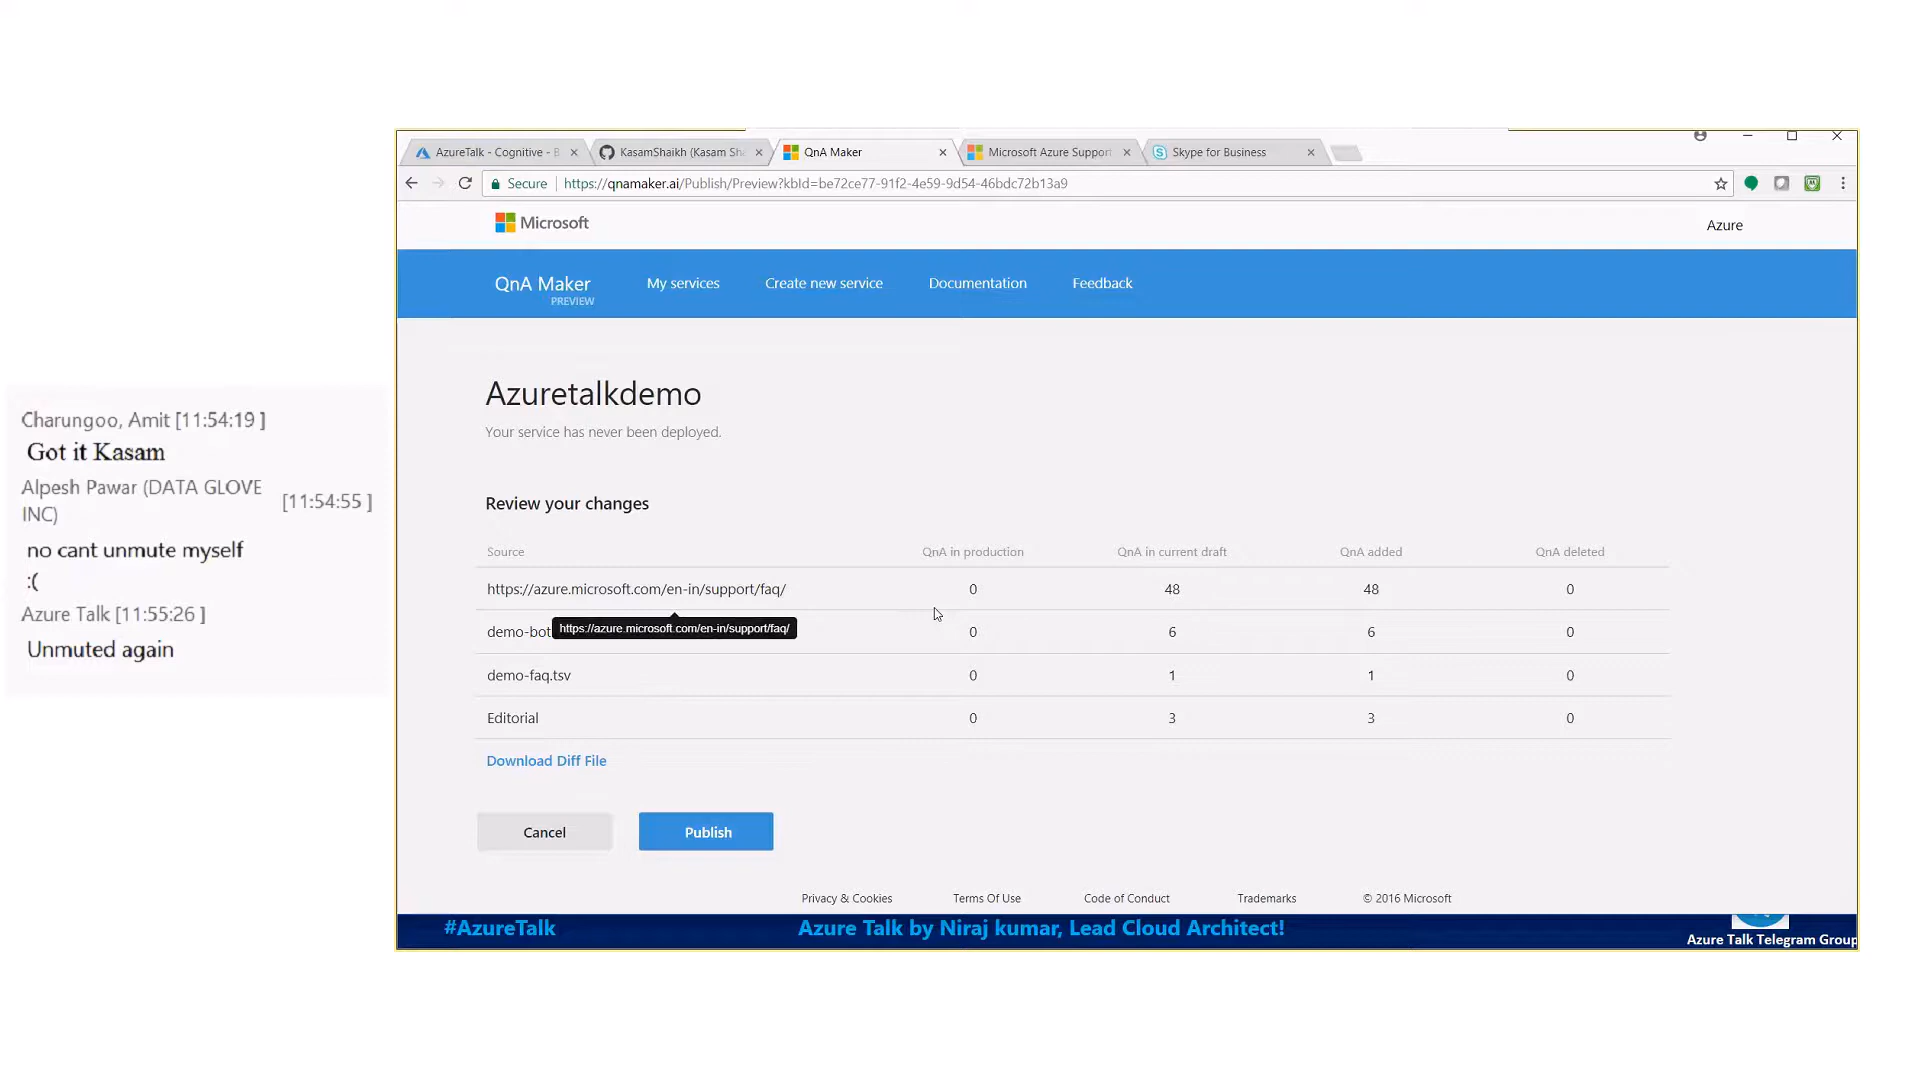 AzureTalk - Cognitive - B
KasamShaikh (Kasam Sha
QnA Maker
Microsoft Azure Support
Skype for Business
Secure
https://qnamaker.ai/Publish/Preview?kbId=be72ce77-91f2-4e59-9d54-46bdc72b13a9
Microsoft
Azure
QnA Maker
PREVIEW
My services
Create new service
Documentation
Feedback
Azuretalkdemo
Your service has never been deployed.
Charungoo, Amit [11:54:19 ]
Got it Kasam
Alpesh Pawar (DATA GLOVE
INC)
[11:54:55 ]
no cant unmute myself
:(
Azure Talk [11:55:26 ]
Unmuted again
Review your changes
Source QnA in production QnA in current draft QnA added QnA deleted
https://azure.microsoft.com/en-in/support/faq/ 0 48 48 0
https://azure.microsoft.com/en-in/support/faq/
demo-bot 0 6 6 0
demo-faq.tsv 0 1 1 0
Editorial 0 3 3 0
Download Diff File
Cancel
Publish
Privacy & Cookies Terms Of Use Code of Conduct Trademarks © 2016 Microsoft
#AzureTalk
Azure Talk by Niraj kumar, Lead Cloud Architect!
Azure Talk Telegram Group